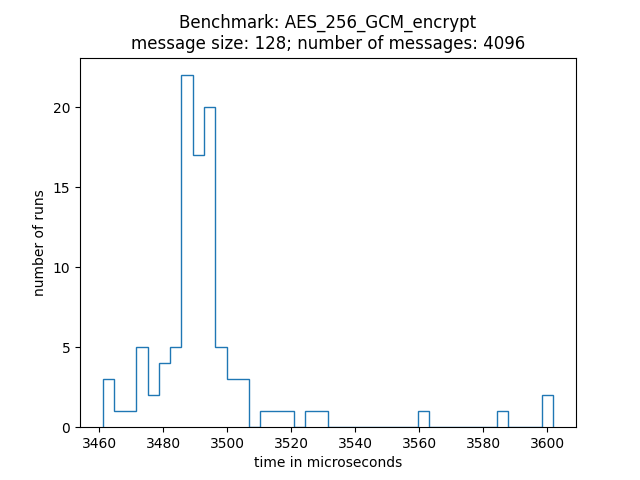 Benchmark: AES_256_GCM_encrypt
message size: 128; number of messages: 4096
number of runs
20
15
10
5
0
3460 3480 3500 3520 3540 3560 3580 3600
time in microseconds